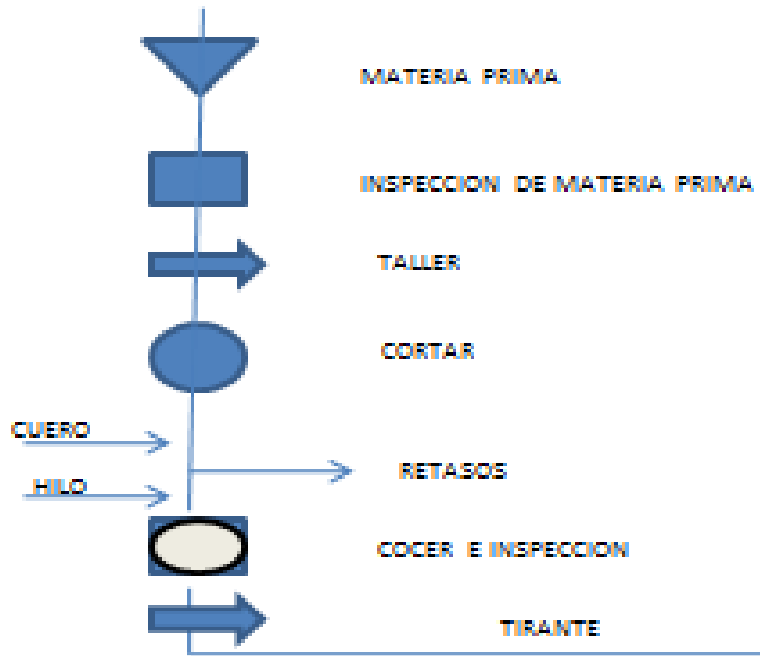 MATERIA PRIMA
INSPECCION DE MATERIA PRIMA
TALLER
CORTAR
CUERO
RETASOS
HILO
COCER E INSPECCION
TIRANTE